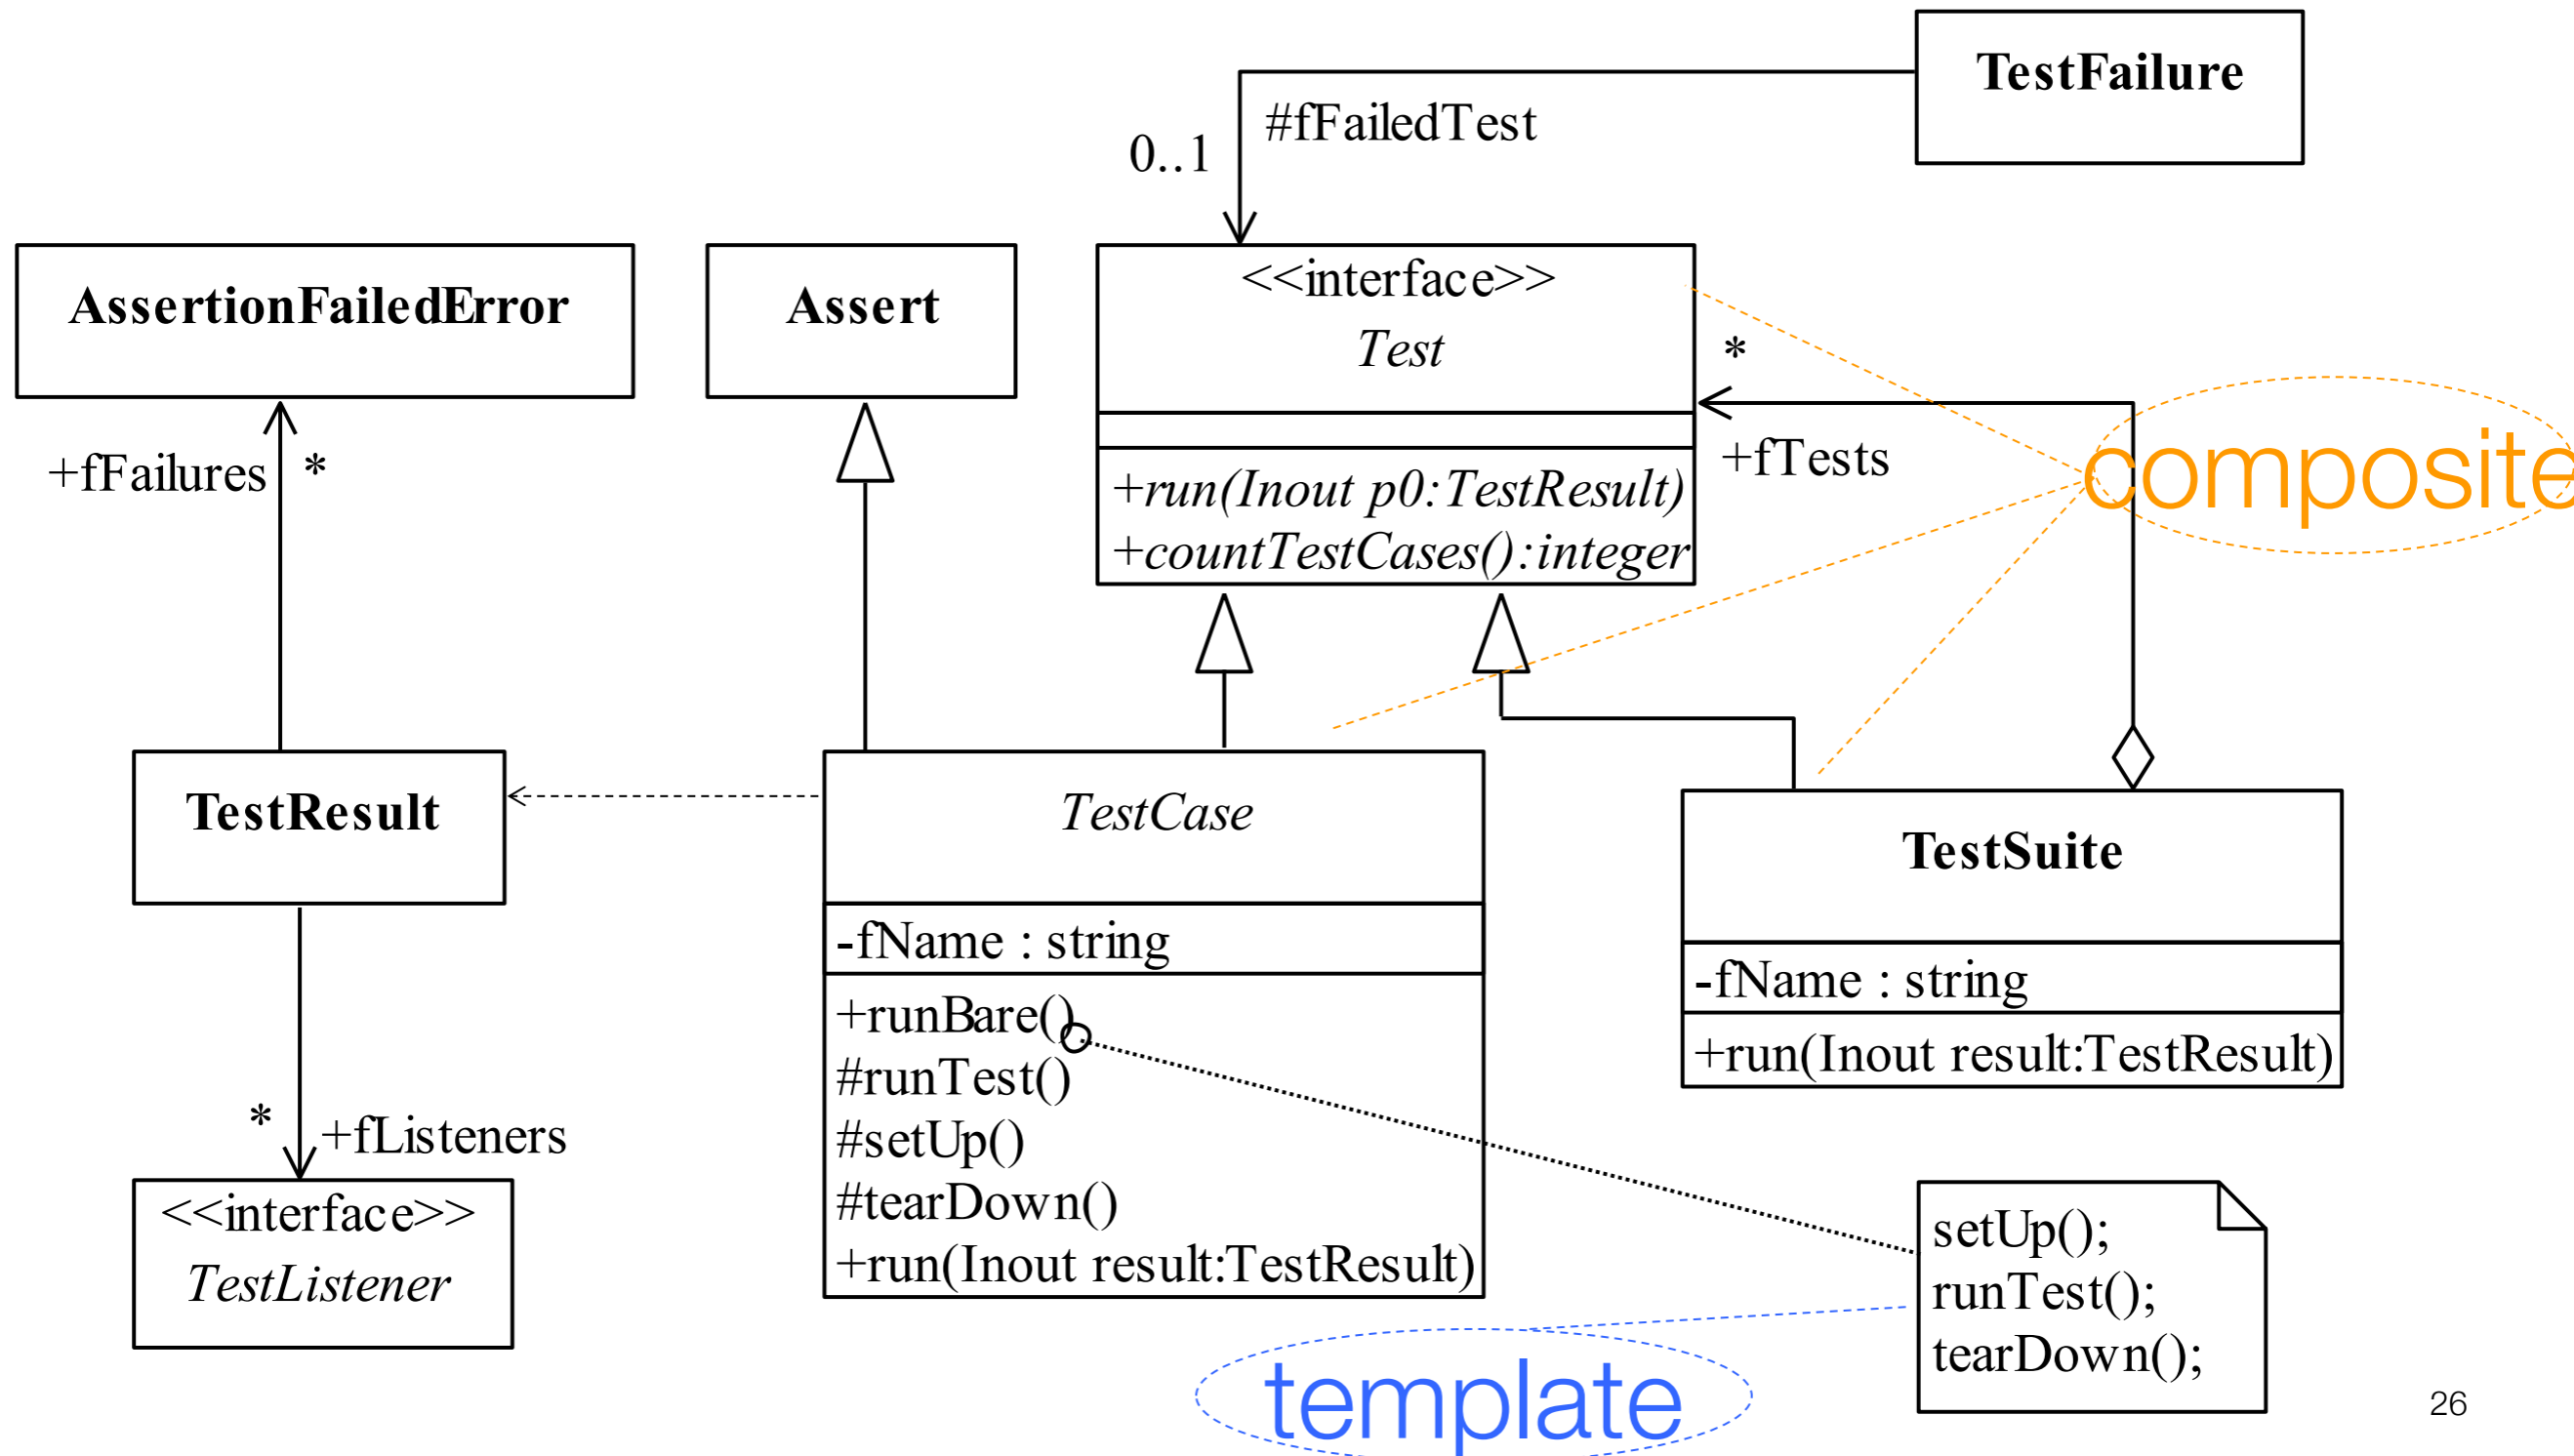 TestFailure
#fFailedTest
0..1
AssertionFailedError
Assert
<<interface>>
Test
+run(Inout p0:TestResult)
+countTestCases():integer
*
+fTests
composite
+fFailures
*
TestResult
TestCase
-fName : string
+runBare()
#runTest()
#setUp()
#tearDown()
+run(Inout result:TestResult)
TestSuite
-fName : string
+run(Inout result:TestResult)
*
+fListeners
<<interface>>
TestListener
setUp();
runTest();
tearDown();
template
26